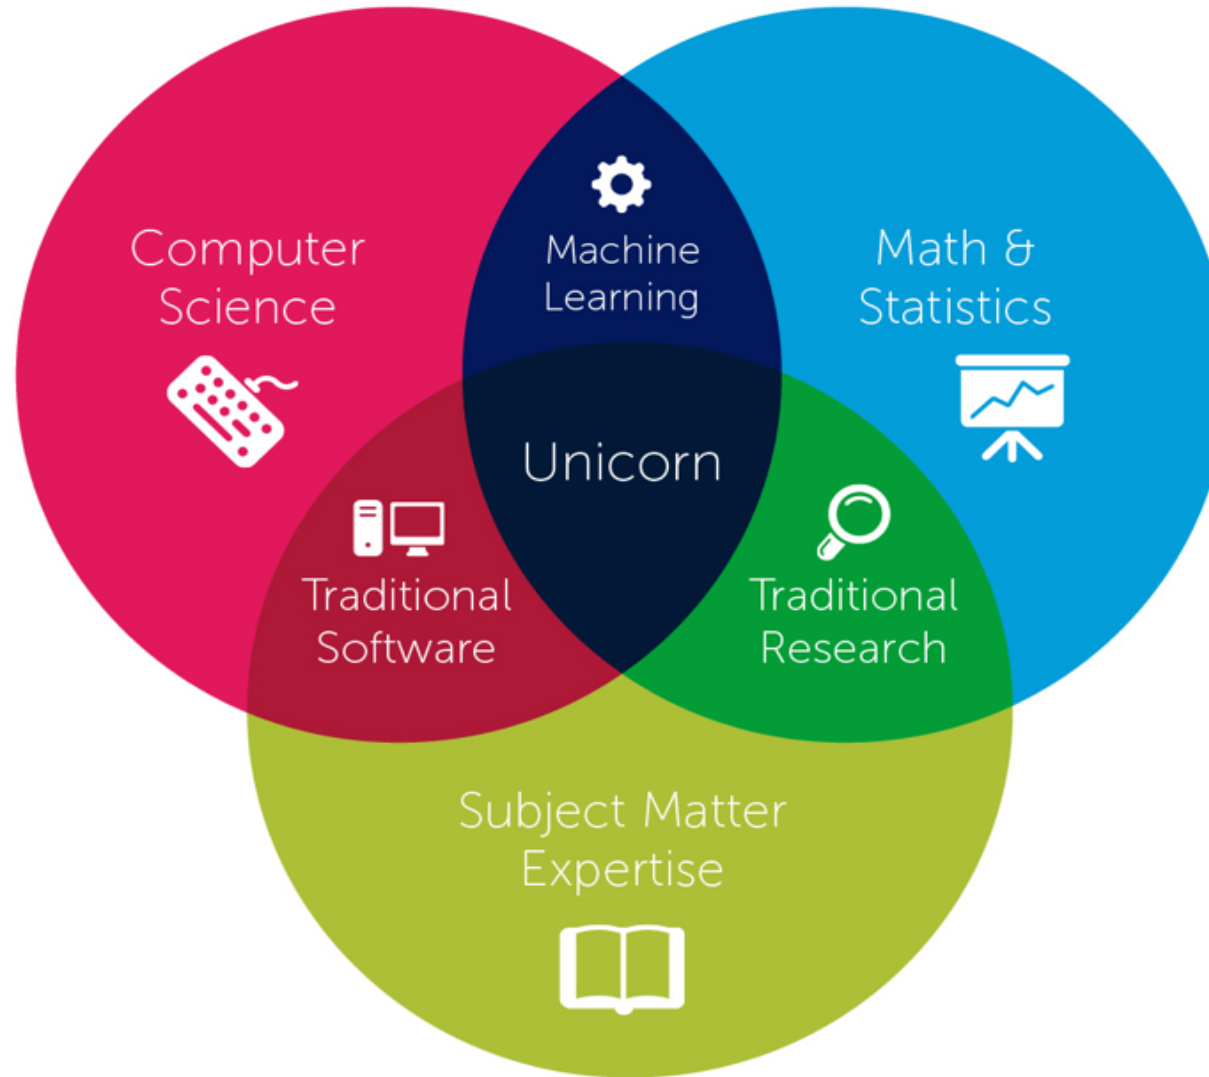 Computer
Science
Machine
Learning
Math &
Statistics
Unicorn
Traditional
Software
Traditional
Research
Subject Matter
Expertise